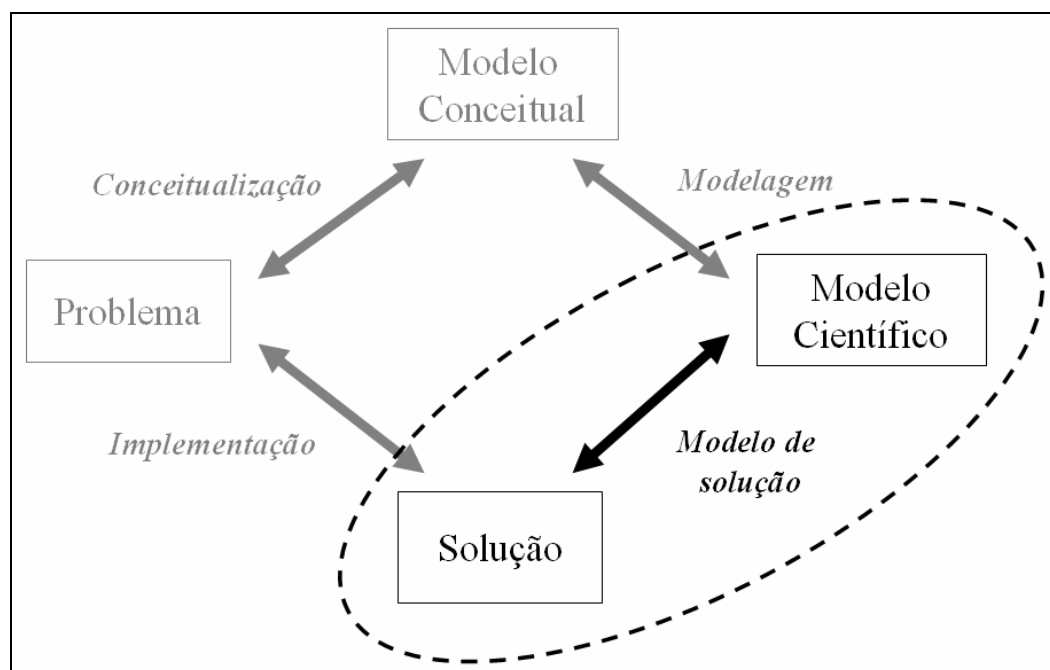 Modelo
Conceitual
Conceitualização
Modelagem
Problema
Modelo
Científico
Implementação
Modelo de
solução
Solução